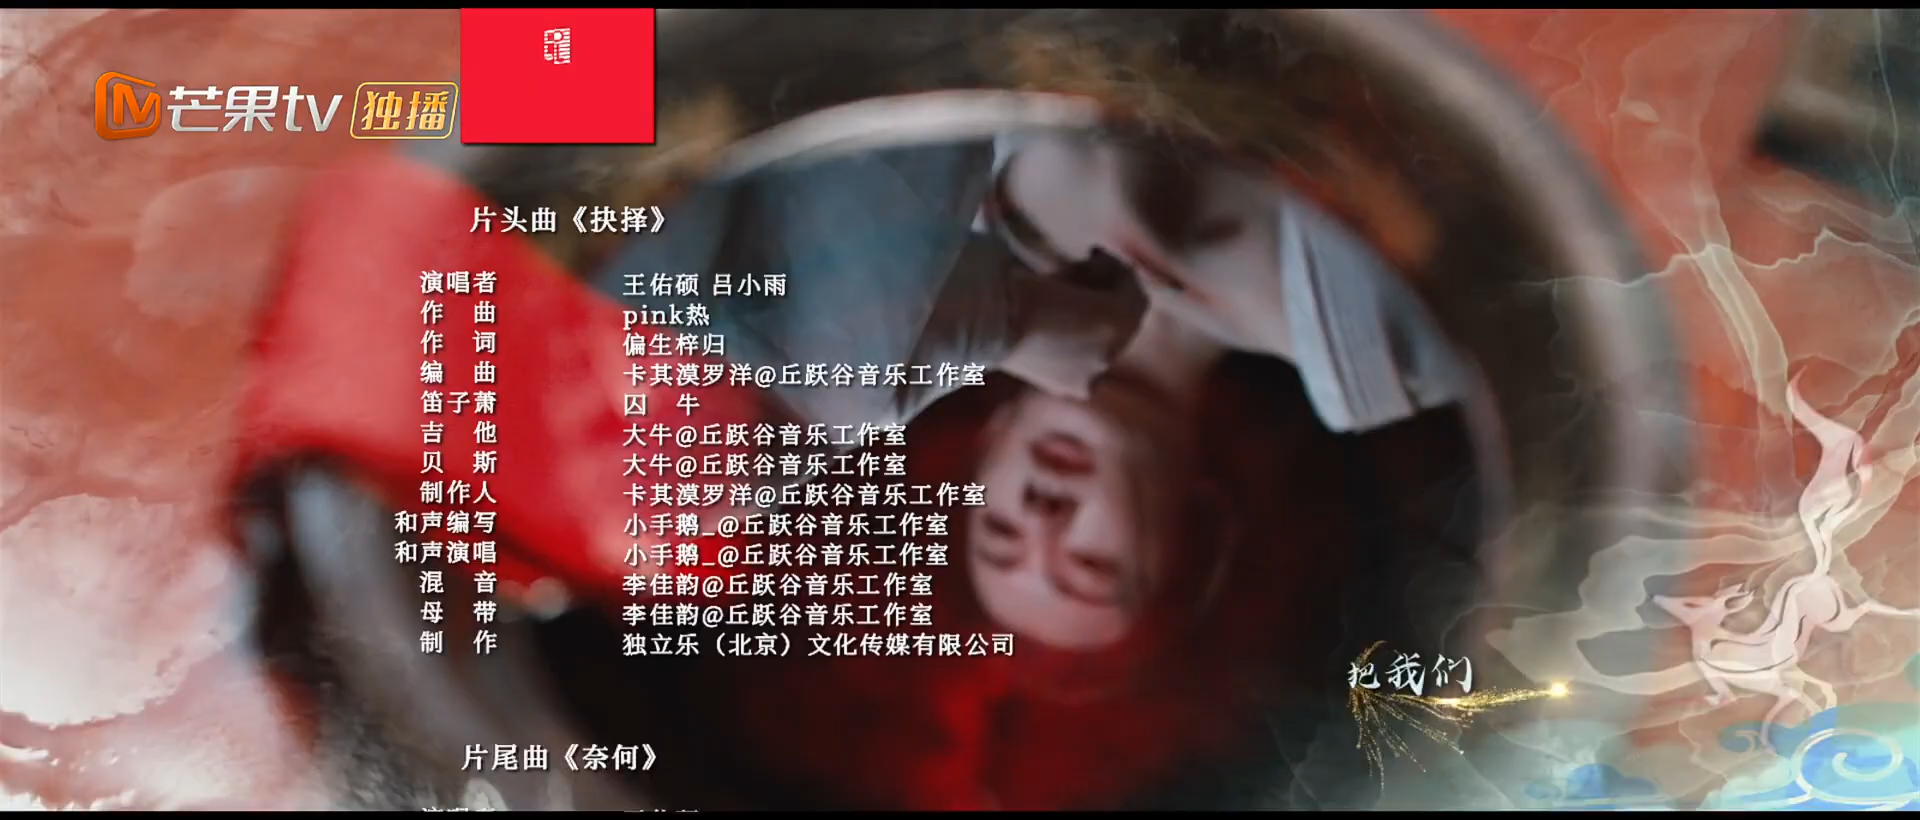 芒果tv 独播
片头曲《抉择》
演唱者 王佑硕 吕小雨
作 曲 pink热
作 词 偏生梓归
编 曲 卡其漠罗洋@丘跃谷音乐工作室
笛子萧 囚 牛
吉 他 大牛@丘跃谷音乐工作室
贝 斯 大牛@丘跃谷音乐工作室
制作人 卡其漠罗洋@丘跃谷音乐工作室
和声编写 小手鹅_@丘跃谷音乐工作室
和声演唱 小手鹅_@丘跃谷音乐工作室
混 音 李佳韵@丘跃谷音乐工作室
母 带 李佳韵@丘跃谷音乐工作室
制 作 独立乐（北京）文化传媒有限公司
把我们
片尾曲《奈何》